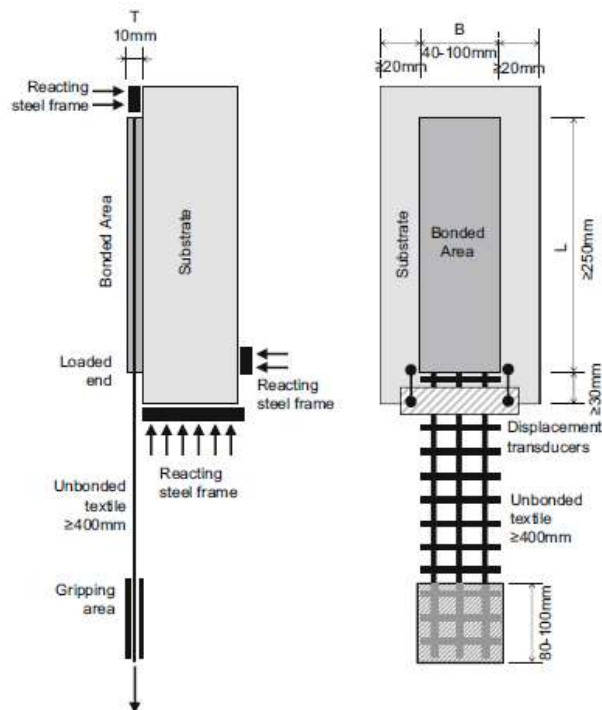 T
10mm
Reacting
steel frame
Bonded Area
Substrate
Loaded
end
Reacting
steel frame
Reacting
steel frame
Unbonded
textile
≥400mm
Gripping
area
B
40-100mm
≥20mm
≥20mm
Substrate
Bonded
Area
L
≥250mm
≥30mm
Displacement
transducers
Unbonded
textile
≥400mm
80-100mm